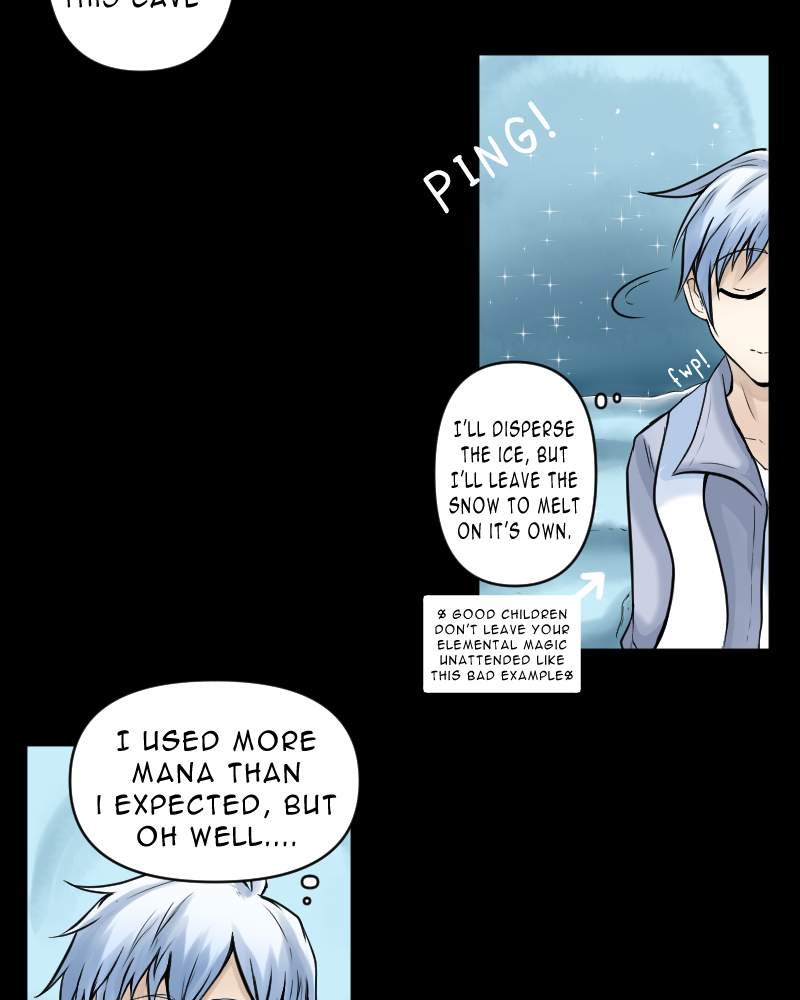 THIS CAVE
PING!
fwp!
I'LL DISPERSE
THE ICE, BUT
I'LL LEAVE THE
SNOW TO MELT
ON IT'S OWN.
% GOOD CHILDREN
DON'T LEAVE YOUR
ELEMENTAL MAGIC
UNATTENDED LIKE
THIS BAD EXAMPLE%
I USED MORE
MANA THAN
I EXPECTED, BUT
OH WELL....